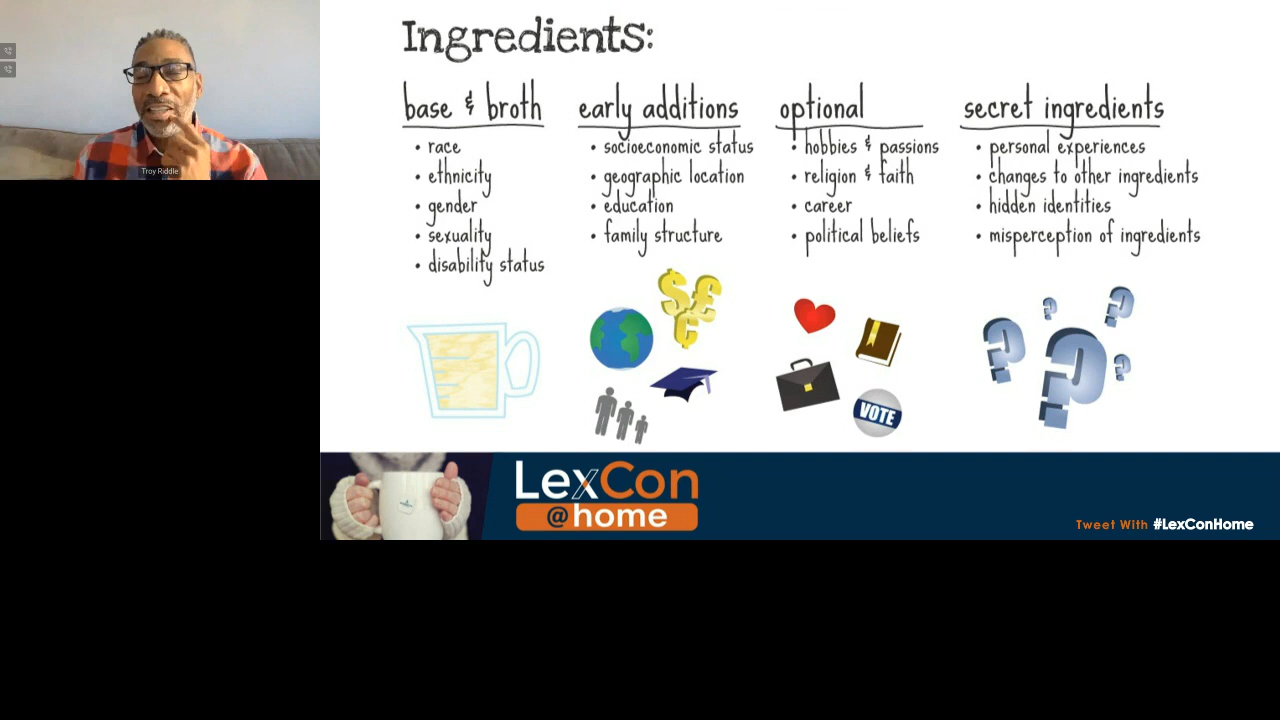 Troy Riddle
Ingredients:
base & broth
• race
• ethnicity
• gender
• sexuality
• disability status
early additions
• socioeconomic status
• geographic location
• education
• family structure
optional
• hobbies & passions
• religion & faith
• career
• political beliefs
secret ingredients
• personal experiences
• changes to other ingredients
• hidden identities
• misperception of ingredients
$ £
¢
VOTE
? ? ? ? ?
LexCon
@home
Tweet With #LexConHome